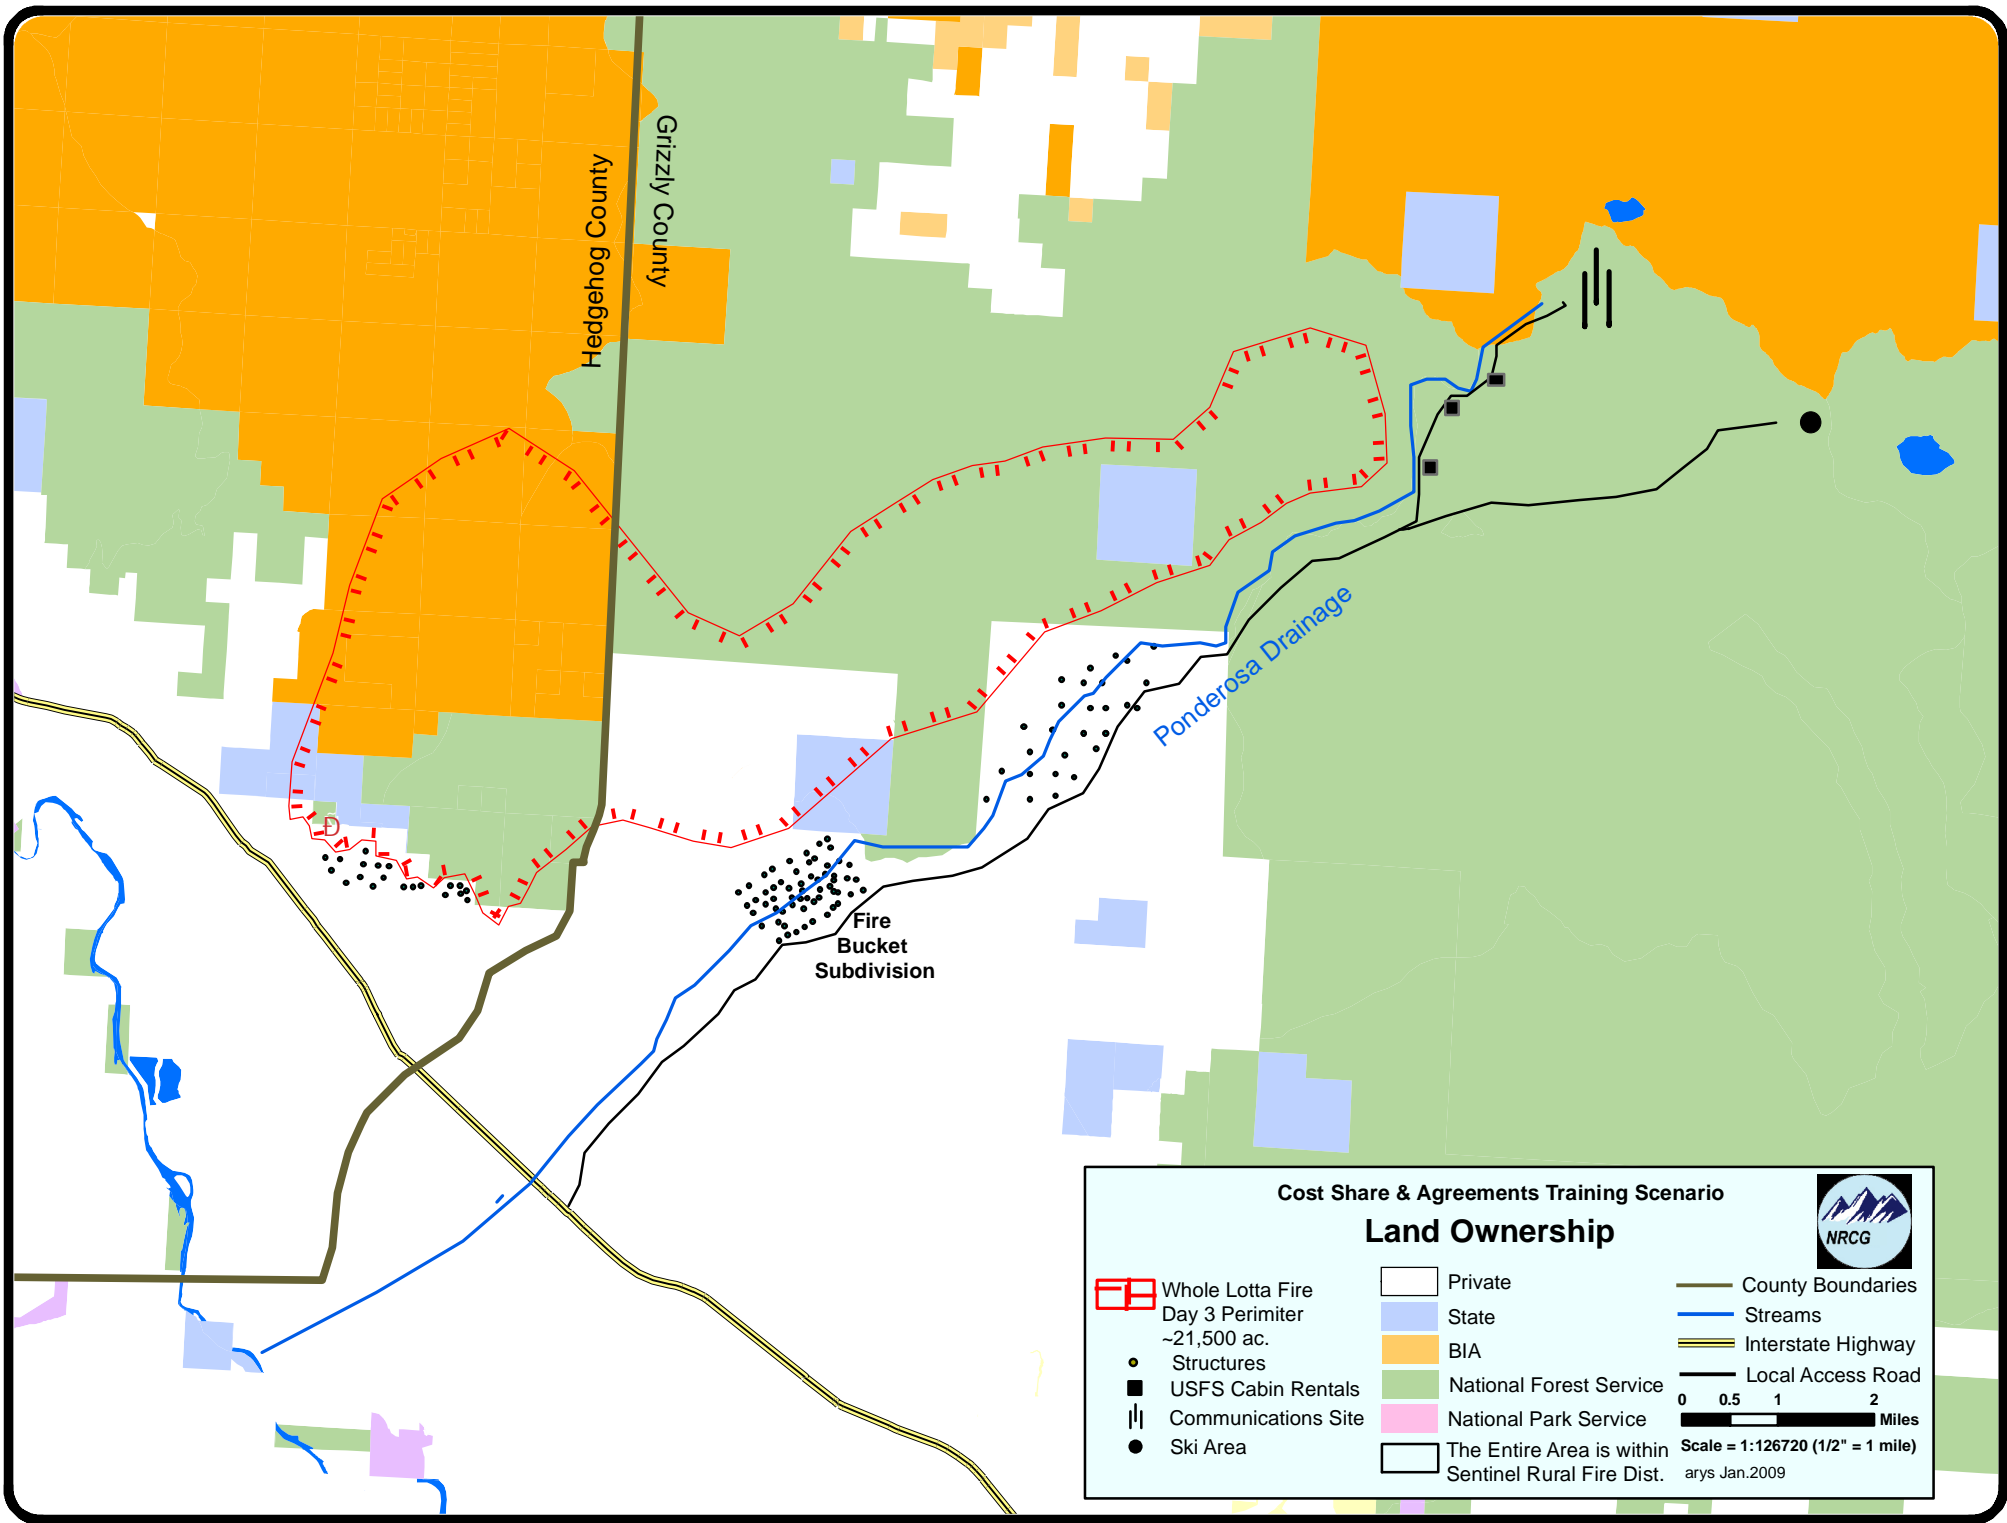 Hedgehog County
Grizzly County
Ponderosa Drainage
D
Fire
Bucket
Subdivision
Cost Share & Agreements Training Scenario
Land Ownership
NRCG
Whole Lotta Fire
Day 3 Perimiter
~21,500 ac.
Structures
USFS Cabin Rentals
Communications Site
Ski Area
Private
State
BIA
National Forest Service
National Park Service
The Entire Area is within
Sentinel Rural Fire Dist.
County Boundaries
Streams
Interstate Highway
Local Access Road
0 0.5 1 2
Miles
Scale = 1:126720 (1/2" = 1 mile)
arys Jan.2009